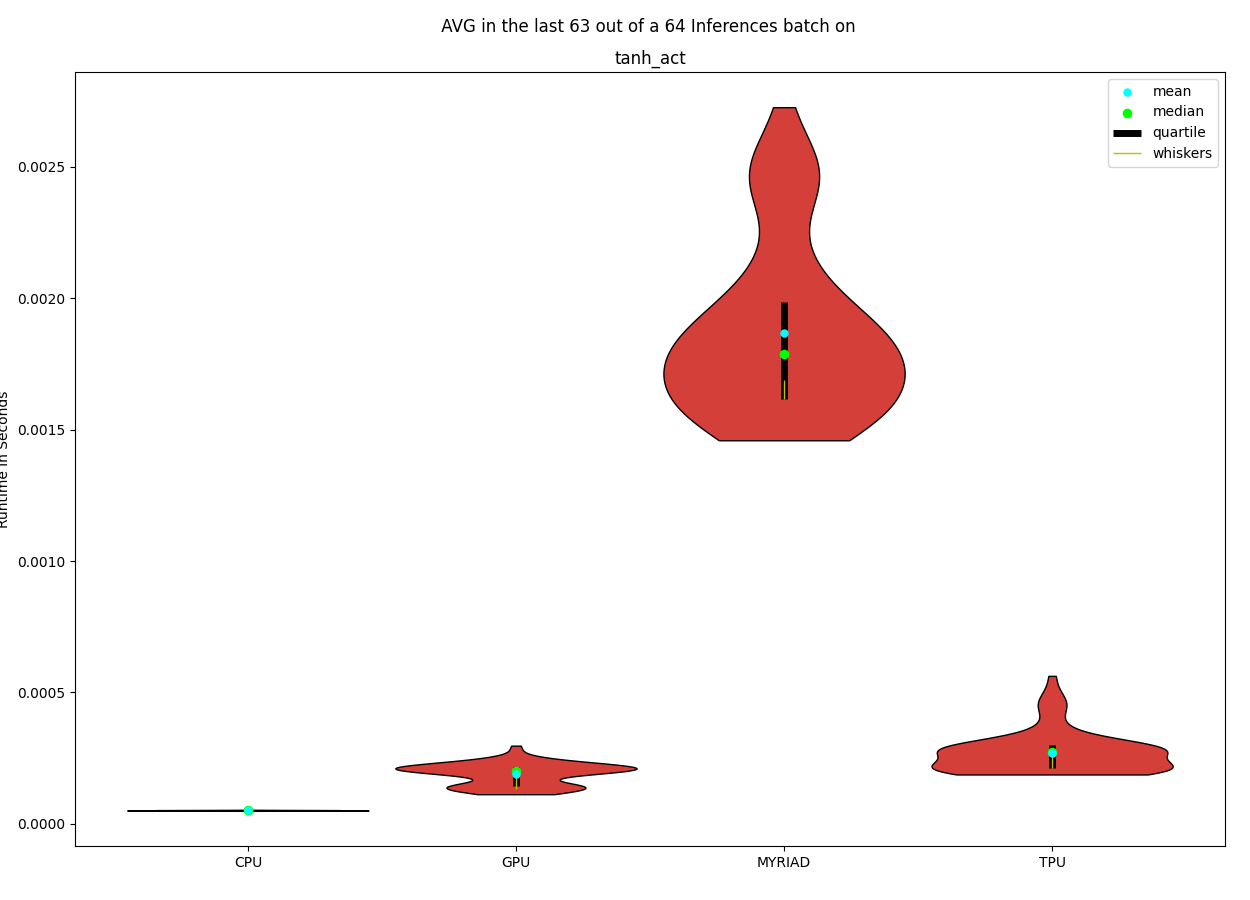 AVG in the last 63 out of a 64 Inferences batch on
tanh_act
mean
median
quartile
whiskers
Runtime in Seconds
0.0025
0.0020
0.0015
0.0010
0.0005
0.0000
CPU
GPU
MYRIAD
TPU